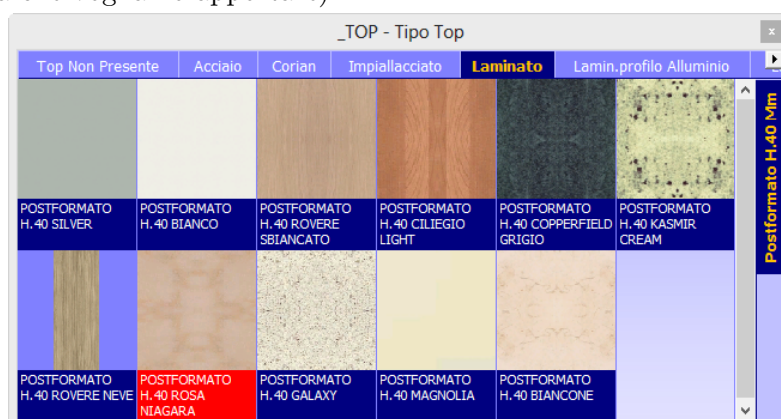 _TOP - Tipo Top
x
Top Non Presente Acciaio Corian Impiallacciato Laminato Lamin.profilo Alluminio
Postformato H.40 Mm
POSTFORMATO H.40 SILVER
POSTFORMATO H.40 BIANCO
POSTFORMATO H.40 ROVERE SBIANCATO
POSTFORMATO H.40 CILIEGIO LIGHT
POSTFORMATO H.40 COPPERFIELD GRIGIO
POSTFORMATO H.40 KASMIR CREAM
POSTFORMATO H.40 ROVERE NEVE
POSTFORMATO H.40 ROSA NIAGARA
POSTFORMATO H.40 GALAXY
POSTFORMATO H.40 MAGNOLIA
POSTFORMATO H.40 BIANCONE